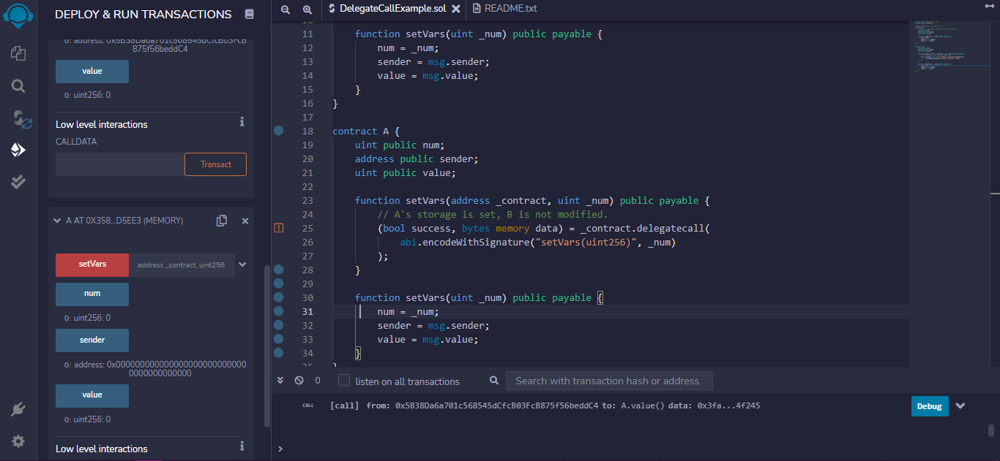 DEPLOY & RUN TRANSACTIONS
0: address: 0x5B38Da6a701c568545dCfcB03FcB
875f56beddC4
value
0: uint256: 0
Low level interactions
CALLDATA
Transact
A AT 0X358...D5EE3 (MEMORY)
setVars
address _contract, uint256
num
0: uint256: 0
sender
0: address: 0x000000000000000000000000000
0000000000000
value
0: uint256: 0
Low level interactions
DelegateCallExample.sol
README.txt
10
11 function setVars(uint _num) public payable {
12 num = _num;
13 sender = msg.sender;
14 value = msg.value;
15 }
16 }
17
18 contract A {
19 uint public num;
20 address public sender;
21 uint public value;
22
23 function setVars(address _contract, uint _num) public payable {
24 // A's storage is set, B is not modified.
25 (bool success, bytes memory data) = _contract.delegatecall(
26 abi.encodeWithSignature("setVars(uint256)", _num)
27 );
28 }
29
30 function setVars(uint _num) public payable {
31 num = _num;
32 sender = msg.sender;
33 value = msg.value;
34 }
35 }
0
listen on all transactions
Search with transaction hash or address
CALL [call] from: 0x5B38Da6a701c568545dCfcB03FcB875f56beddC4 to: A.value() data: 0x3fa...4f245
Debug
>